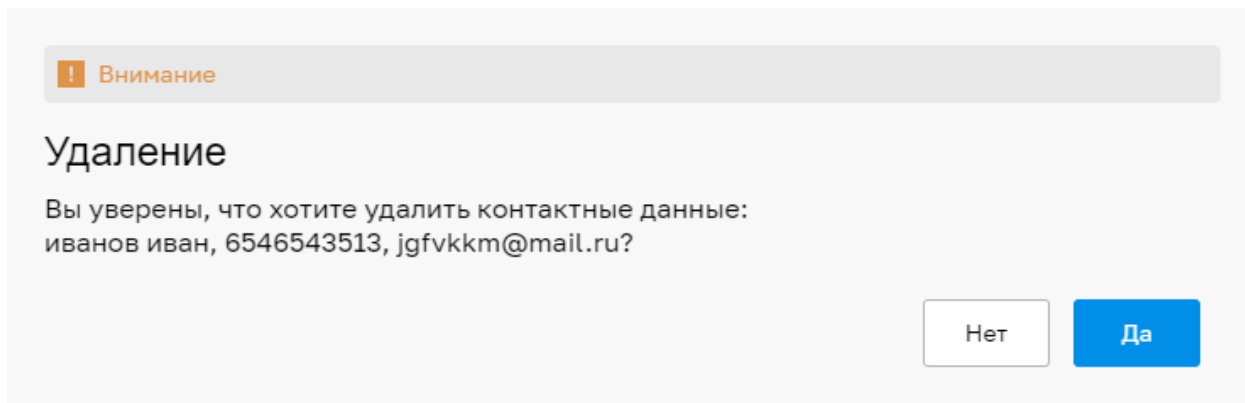 ! Внимание
Удаление
Вы уверены, что хотите удалить контактные данные:
иванов иван, 6546543513, jgfvkkm@mail.ru?
Нет Да